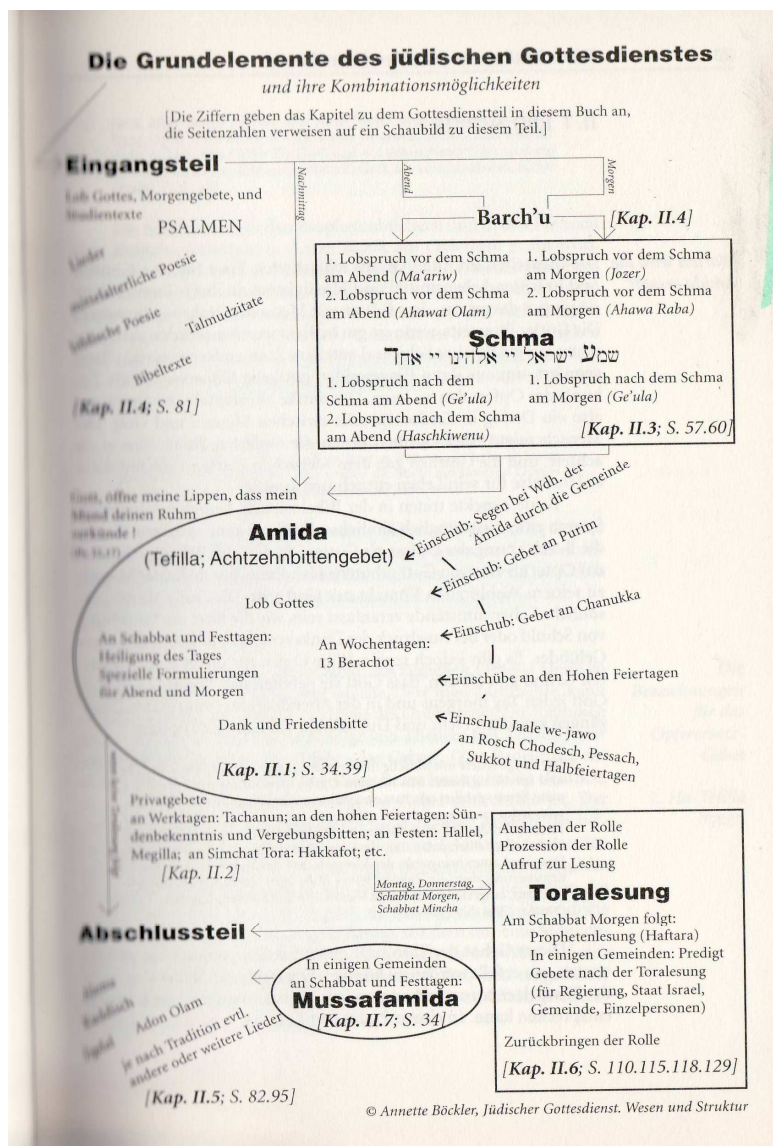 Die Grundelemente des jüdischen Gottesdienstes
und ihre Kombinationsmöglichkeiten
[Die Ziffern geben das Kapitel zu dem Gottesdienstteil in diesem Buch an,
die Seitenzahlen verweisen auf ein Schaubild zu diesem Teil.]
Eingangsteil
Nachmittag
Abend
Morgen
Lob Gottes, Morgengebete, und
Studientexte
PSALMEN
Lieder
mittelalterliche Poesie
biblische Poesie
Talmudzitate
Bibeltexte
[Kap. II.4; S. 81]
Barch'u
[Kap. II.4]
1. Lobspruch vor dem Schma
am Abend (Ma'ariw)
2. Lobspruch vor dem Schma
am Abend (Ahawat Olam)
1. Lobspruch vor dem Schma
am Morgen (Jozer)
2. Lobspruch vor dem Schma
am Morgen (Ahawa Raba)
Schma
שמע ישראל יי אלהינו יי אחד
1. Lobspruch nach dem
Schma am Abend (Ge'ula)
2. Lobspruch nach dem Schma
am Abend (Haschkiwenu)
1. Lobspruch nach dem Schma
am Morgen (Ge'ula)
[Kap. II.3; S. 57.60]
Gott, öffne meine Lippen, dass mein
Mund deinen Ruhm
verkünde !
Amida
(Tefilla; Achtzehnbittengebet)
Lob Gottes
An Schabbat und Festtagen:
Heiligung des Tages
Spezielle Formulierungen
für Abend und Morgen
An Wochentagen:
13 Berachot
Dank und Friedensbitte
[Kap. II.1; S. 34.39]
Einschub: Segen bei Wdh. der
Amida durch die Gemeinde
Einschub: Gebet an Purim
Einschub: Gebet an Chanukka
Einschübe an den Hohen Feiertagen
Einschub Jaale we-jawo
an Rosch Chodesch, Pessach,
Sukkot und Halbfeiertagen
Privatgebete
an Werktagen: Tachanun; an den hohen Feiertagen: Sün-
denbekenntnis und Vergebungsbitten; an Festen: Hallel,
Megilla; an Simchat Tora: Hakkafot; etc.
[Kap. II.2]
Montag, Donnerstag,
Schabbat Morgen,
Schabbat Mincha
Ausheben der Rolle
Prozession der Rolle
Aufruf zur Lesung
Toralesung
Am Schabbat Morgen folgt:
Prophetenlesung (Haftara)
In einigen Gemeinden: Predigt
Gebete nach der Toralesung
(für Regierung, Staat Israel,
Gemeinde, Einzelpersonen)
Zurückbringen der Rolle
[Kap. II.6; S. 110.115.118.129]
Abschlussteil
In einigen Gemeinden
an Schabbat und Festtagen:
Mussafamida
[Kap. II.7; S. 34]
Kaddisch
Adon Olam
je nach Tradition evtl.
andere oder weitere Lieder
[Kap. II.5; S. 82.95]
© Annette Böckler, Jüdischer Gottesdienst. Wesen und Struktur